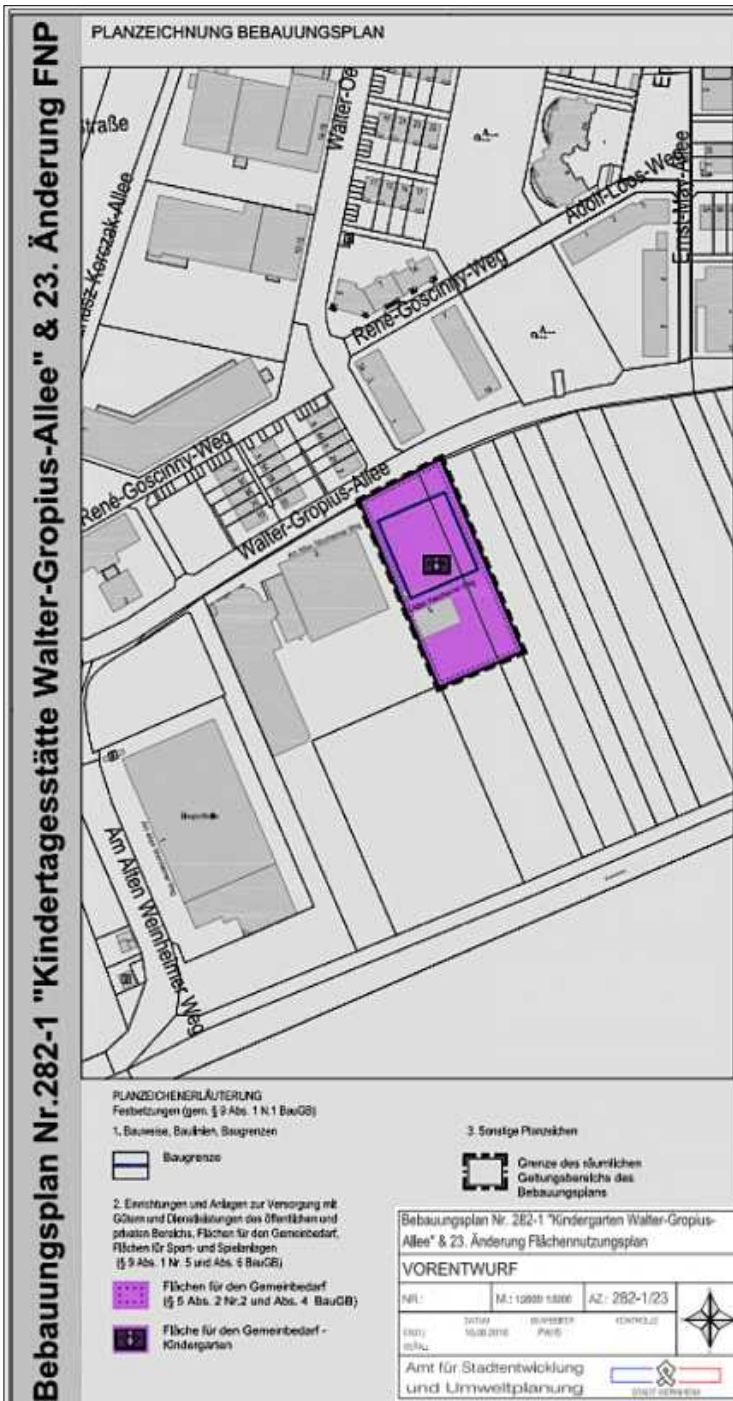 Bebauungsplan Nr.282-1 "Kindertagesstätte Walter-Gropius-Allee" & 23. Änderung FNP
PLANZEICHNUNG BEBAUUNGSPLAN
traße
Walter-Oe
Adolf-Loos-Weg
Ernst-May-Allee
René-Goscinny-Weg
René-Goscinny-Weg
Walter-Gropius-Allee
Am Alten Weinheimer Weg
PLANZEICHENERLÄUTERUNG
Festsetzungen (gem. § 9 Abs. 1 N.1 BauGB)
1. Bauweise, Baulinien, Baugrenzen
Baugrenze
2. Einrichtungen und Anlagen zur Versorgung mit
Gütern und Dienstleistungen des öffentlichen und
privaten Bereichs, Flächen für den Gemeinbedarf,
Flächen für Sport- und Spielanlagen
(§ 9 Abs. 1 Nr. 5 und Abs. 6 BauGB)
Flächen für den Gemeinbedarf
(§ 5 Abs. 2 Nr.2 und Abs. 4 BauGB)
Fläche für den Gemeinbedarf -
Kindergarten
3. Sonstige Planzeichen
Grenze des räumlichen
Geltungsbereichs des
Bebauungsplans
Bebauungsplan Nr. 282-1 "Kindergarten Walter-Gropius-
Allee" & 23. Änderung Flächennutzungsplan
VORENTWURF
NR.: M.: AZ.: 282-1/23
DATUM
Amt für Stadtentwicklung
und Umweltplanung